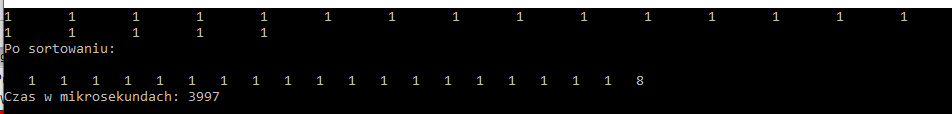 1 1 1 1 1 1 1 1 1 1 1 1 1 1 1
1 1 1 1 1
Po sortowaniu:
1 1 1 1 1 1 1 1 1 1 1 1 1 1 1 1 1 1 1 8
Czas w mikrosekundach: 3997